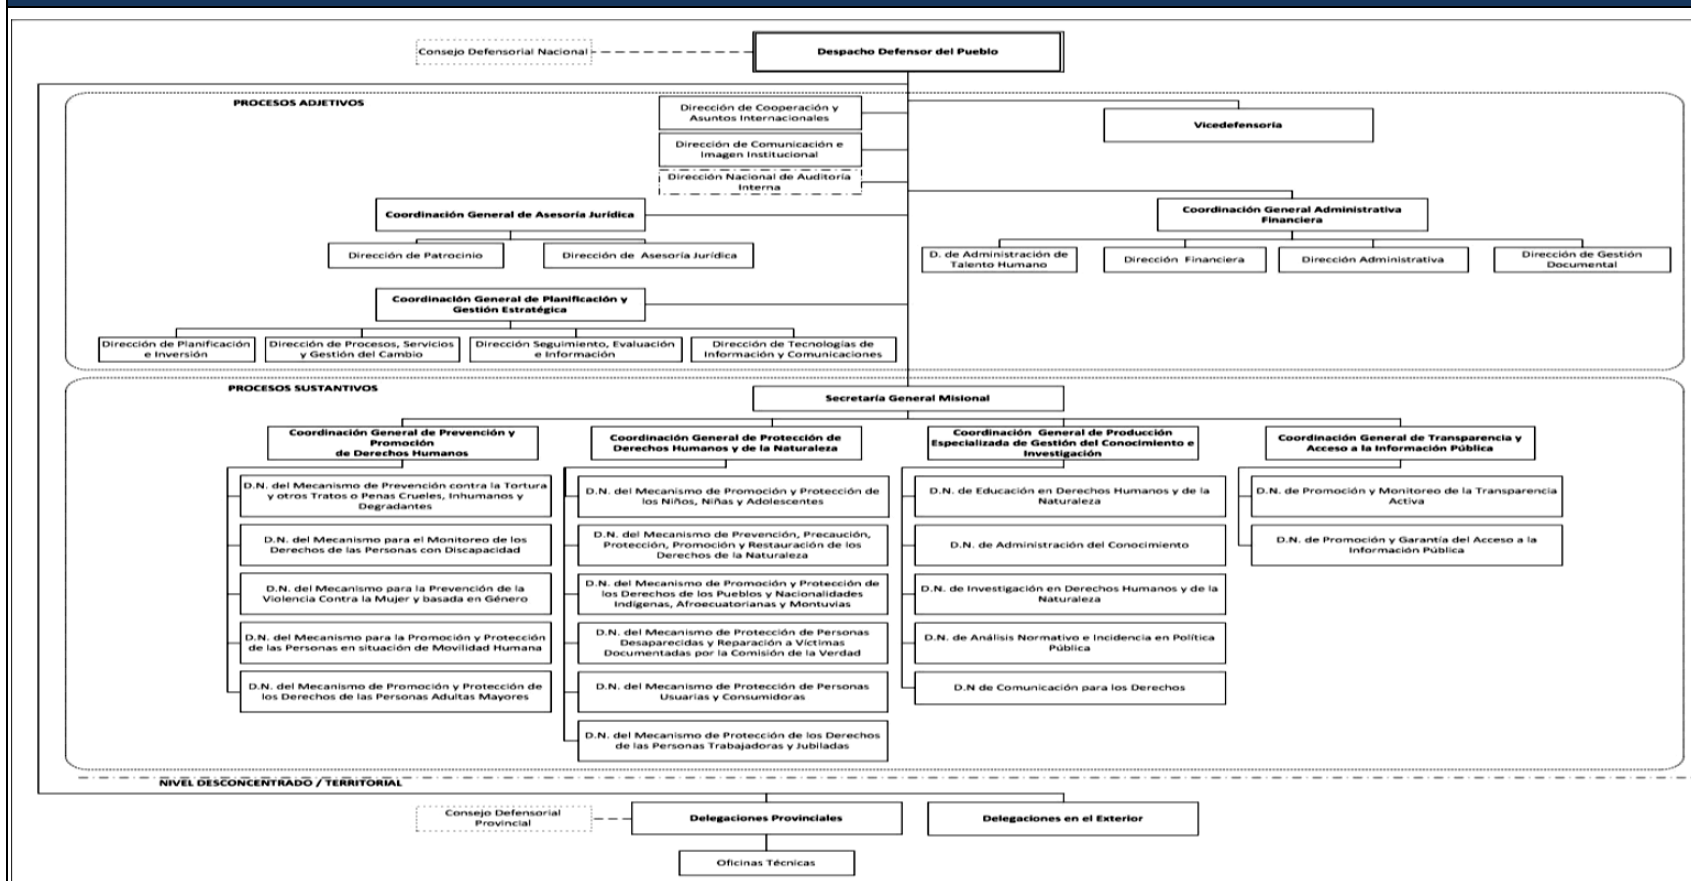 Consejo Defensorial Nacional
Despacho Defensor del Pueblo
PROCESOS ADJETIVOS
Dirección de Cooperación y
Asuntos Internacionales
Vicedefensoria
Dirección de Comunicación e
Imagen Institucional
Dirección Nacional de Auditoría
Interna
Coordinación General de Asesoría Jurídica
Coordinación General Administrativa
Financiera
Dirección de Patrocinio
Dirección de Asesoría Jurídica
D. de Administración de
Talento Humano
Dirección Financiera
Dirección Administrativa
Dirección de Gestión
Documental
Coordinación General de Planificación y
Gestión Estratégica
Dirección de Planificación
e Inversión
Dirección de Procesos, Servicios
y Gestión del Cambio
Dirección Seguimiento, Evaluación
e Información
Dirección de Tecnologías de
Información y Comunicaciones
PROCESOS SUSTANTIVOS
Secretaría General Misional
Coordinación General de Prevención y
Promoción
de Derechos Humanos
Coordinación General de Protección de
Derechos Humanos y de la Naturaleza
Coordinación General de Producción
Especializada de Gestión del Conocimiento e
Investigación
Coordinación General de Transparencia y
Acceso a la Información Pública
D.N. del Mecanismo de Prevención contra la Tortura
y otros Tratos o Penas Crueles, Inhumanos y
Degradantes
D.N. del Mecanismo de Promoción y Protección de
los Niños, Niñas y Adolescentes
D.N. de Educación en Derechos Humanos y de la
Naturaleza
D.N. de Promoción y Monitoreo de la Transparencia
Activa
D.N. del Mecanismo para el Monitoreo de los
Derechos de las Personas con Discapacidad
D.N. del Mecanismo de Prevención, Precaución,
Protección, Promoción y Restauración de los
Derechos de la Naturaleza
D.N. de Administración del Conocimiento
D.N. de Promoción y Garantía del Acceso a la
Información Pública
D.N. del Mecanismo para la Prevención de la
Violencia Contra la Mujer y basada en Género
D.N. del Mecanismo de Promoción y Protección de
los Derechos de los Pueblos y Nacionalidades
Indígenas, Afroecuatorianas y Montuvias
D.N. de Investigación en Derechos Humanos y de la
Naturaleza
D.N. del Mecanismo para la Promoción y Protección
de las Personas en situación de Movilidad Humana
D.N. del Mecanismo de Protección de Personas
Desaparecidas y Reparación a Víctimas
Documentadas por la Comisión de la Verdad
D.N. de Análisis Normativo e Incidencia en Política
Pública
D.N. del Mecanismo de Promoción y Protección de
los Derechos de las Personas Adultas Mayores
D.N. del Mecanismo de Protección de Personas
Usuarias y Consumidoras
D.N de Comunicación para los Derechos
D.N. del Mecanismo de Protección de los Derechos
de las Personas Trabajadoras y Jubiladas
NIVEL DESCONCENTRADO / TERRITORIAL
Consejo Defensorial
Provincial
Delegaciones Provinciales
Delegaciones en el Exterior
Oficinas Técnicas